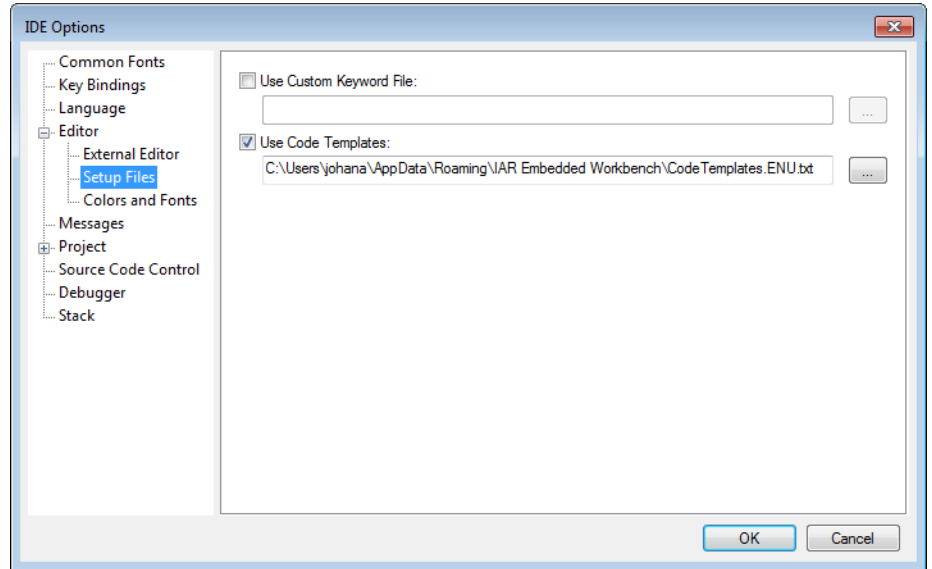 IDE Options
Common Fonts
Key Bindings
Language
Editor
External Editor
Setup Files
Colors and Fonts
Messages
Project
Source Code Control
Debugger
Stack
Use Custom Keyword File:
...
Use Code Templates:
C:\Users\johana\AppData\Roaming\IAR Embedded Workbench\CodeTemplates.ENU.txt
...
OK
Cancel